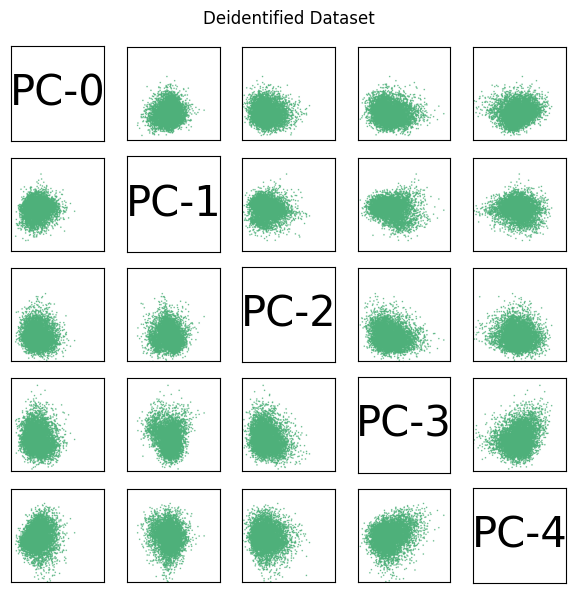 Deidentified Dataset
PC-0
PC-1
PC-2
PC-3
PC-4